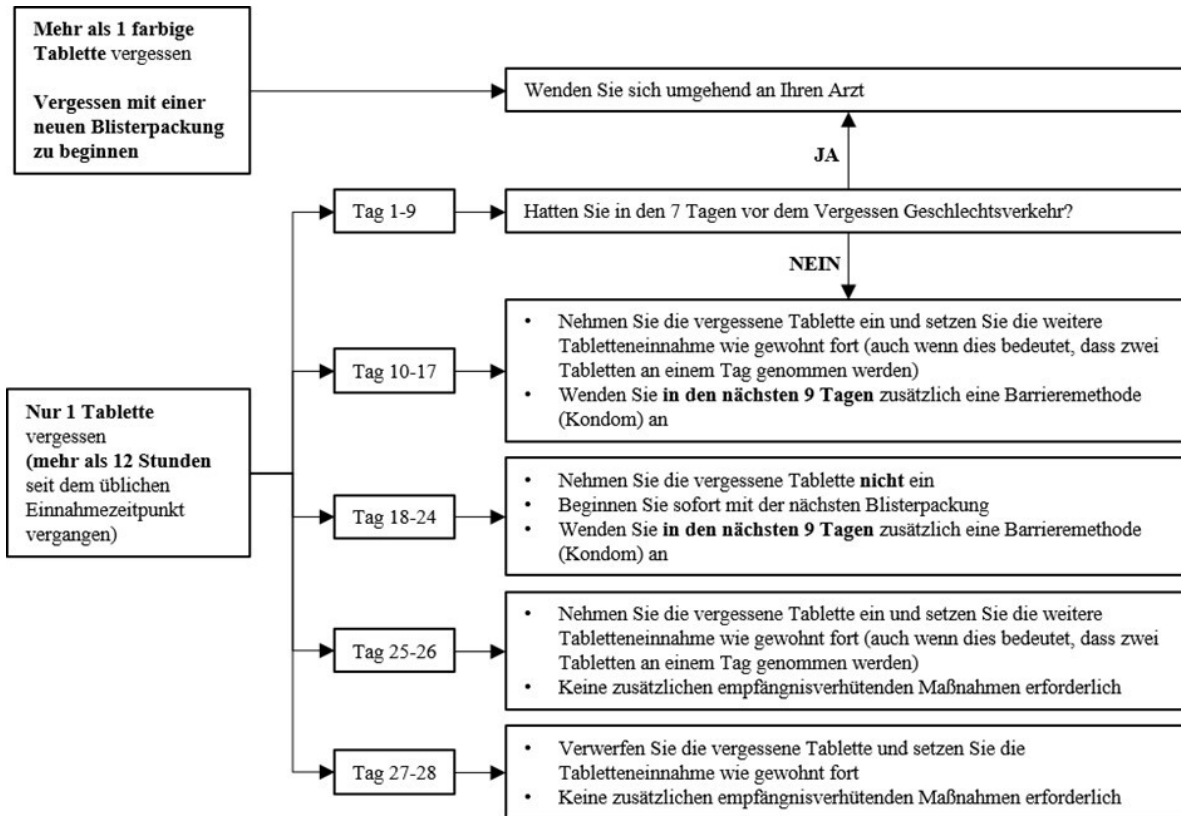 Mehr als 1 farbige
Tablette vergessen
Vergessen mit einer
neuen Blisterpackung
zu beginnen
Wenden Sie sich umgehend an Ihren Arzt
JA
Tag 1-9
Hatten Sie in den 7 Tagen vor dem Vergessen Geschlechtsverkehr?
NEIN
Nur 1 Tablette
vergessen
(mehr als 12 Stunden
seit dem üblichen
Einnahmezeitpunkt
vergangen)
Tag 10-17
• Nehmen Sie die vergessene Tablette ein und setzen Sie die weitere
Tabletteneinnahme wie gewohnt fort (auch wenn dies bedeutet, dass zwei
Tabletten an einem Tag genommen werden)
• Wenden Sie in den nächsten 9 Tagen zusätzlich eine Barrieremethode
(Kondom) an
Tag 18-24
• Nehmen Sie die vergessene Tablette nicht ein
• Beginnen Sie sofort mit der nächsten Blisterpackung
• Wenden Sie in den nächsten 9 Tagen zusätzlich eine Barrieremethode
(Kondom) an
Tag 25-26
• Nehmen Sie die vergessene Tablette ein und setzen Sie die weitere
Tabletteneinnahme wie gewohnt fort (auch wenn dies bedeutet, dass zwei
Tabletten an einem Tag genommen werden)
• Keine zusätzlichen empfängnisverhütenden Maßnahmen erforderlich
Tag 27-28
• Verwerfen Sie die vergessene Tablette und setzen Sie die
Tabletteneinnahme wie gewohnt fort
• Keine zusätzlichen empfängnisverhütenden Maßnahmen erforderlich